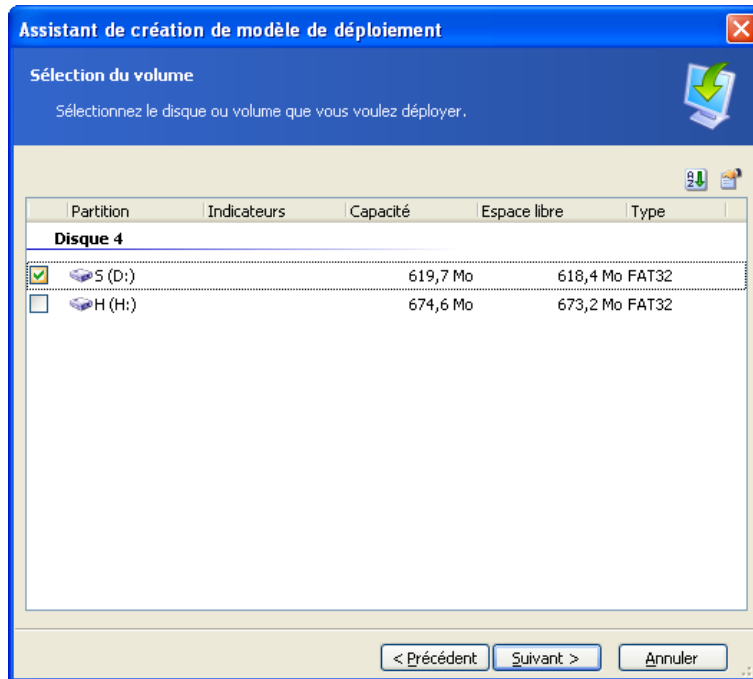 Assistant de création de modèle de déploiement
Sélection du volume
Sélectionnez le disque ou volume que vous voulez déployer.
Partition Indicateurs Capacité Espace libre Type
Disque 4
S (D:) 619,7 Mo 618,4 Mo FAT32
H (H:) 674,6 Mo 673,2 Mo FAT32
< Précédent Suivant > Annuler